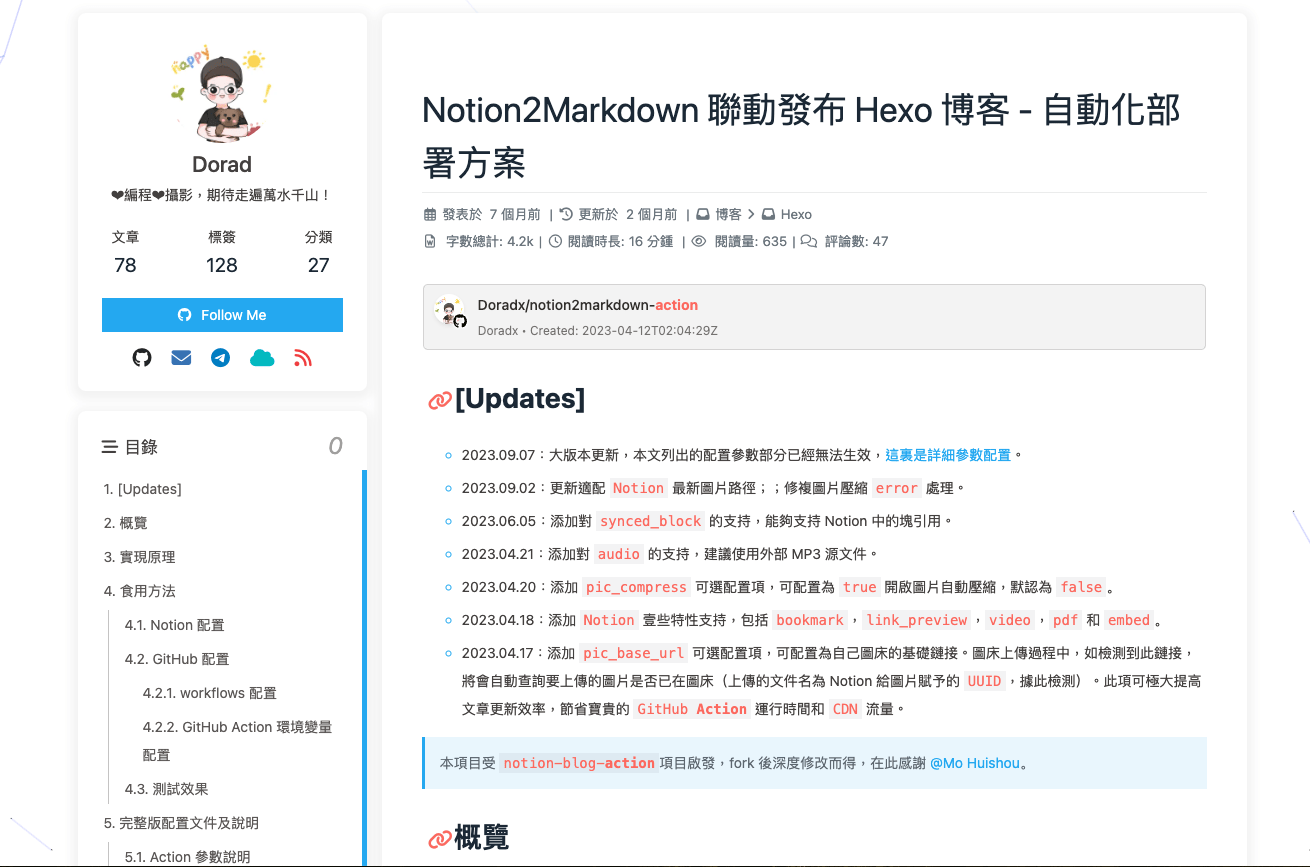 happy
Dorad
❤編程❤攝影，期待走遍萬水千山！
文章
標簽
分類
78
128
27
Follow Me
目錄
0
1. [Updates]
2. 概覽
3. 實現原理
4. 食用方法
4.1. Notion 配置
4.2. GitHub 配置
4.2.1. workflows 配置
4.2.2. GitHub Action 環境變量
配置
4.3. 測試效果
5. 完整版配置文件及說明
5.1. Action 參數說明
Notion2Markdown 聯動發布 Hexo 博客 - 自動化部
署方案
發表於 7 個月前 | 更新於 2 個月前 | 博客 > Hexo
字數總計: 4.2k | 閱讀時長: 16 分鍾 | 閱讀量: 635 | 評論數: 47
Doradx/notion2markdown-action
Doradx • Created: 2023-04-12T02:04:29Z
[Updates]
2023.09.07：大版本更新，本文列出的配置參數部分已經無法生效，這裏是詳細參數配置。
2023.09.02：更新適配 Notion 最新圖片路徑；；修複圖片壓縮 error 處理。
2023.06.05：添加對 synced_block 的支持，能夠支持 Notion 中的塊引用。
2023.04.21：添加對 audio 的支持，建議使用外部 MP3 源文件。
2023.04.20：添加 pic_compress 可選配置項，可配置為 true 開啟圖片自動壓縮，默認為 false。
2023.04.18：添加 Notion 壹些特性支持，包括 bookmark，link_preview，video，pdf 和 embed。
2023.04.17：添加 pic_base_url 可選配置項，可配置為自己圖床的基礎鏈接。圖床上傳過程中，如檢測到此鏈接，
將會自動查詢要上傳的圖片是否已在圖床（上傳的文件名為 Notion 給圖片賦予的 UUID，據此檢測）。此項可極大提高
文章更新效率，節省寶貴的 GitHub Action 運行時間和 CDN 流量。
本項目受 notion-blog-action 項目啟發，fork 後深度修改而得，在此感謝 @Mo Huishou。
概覽